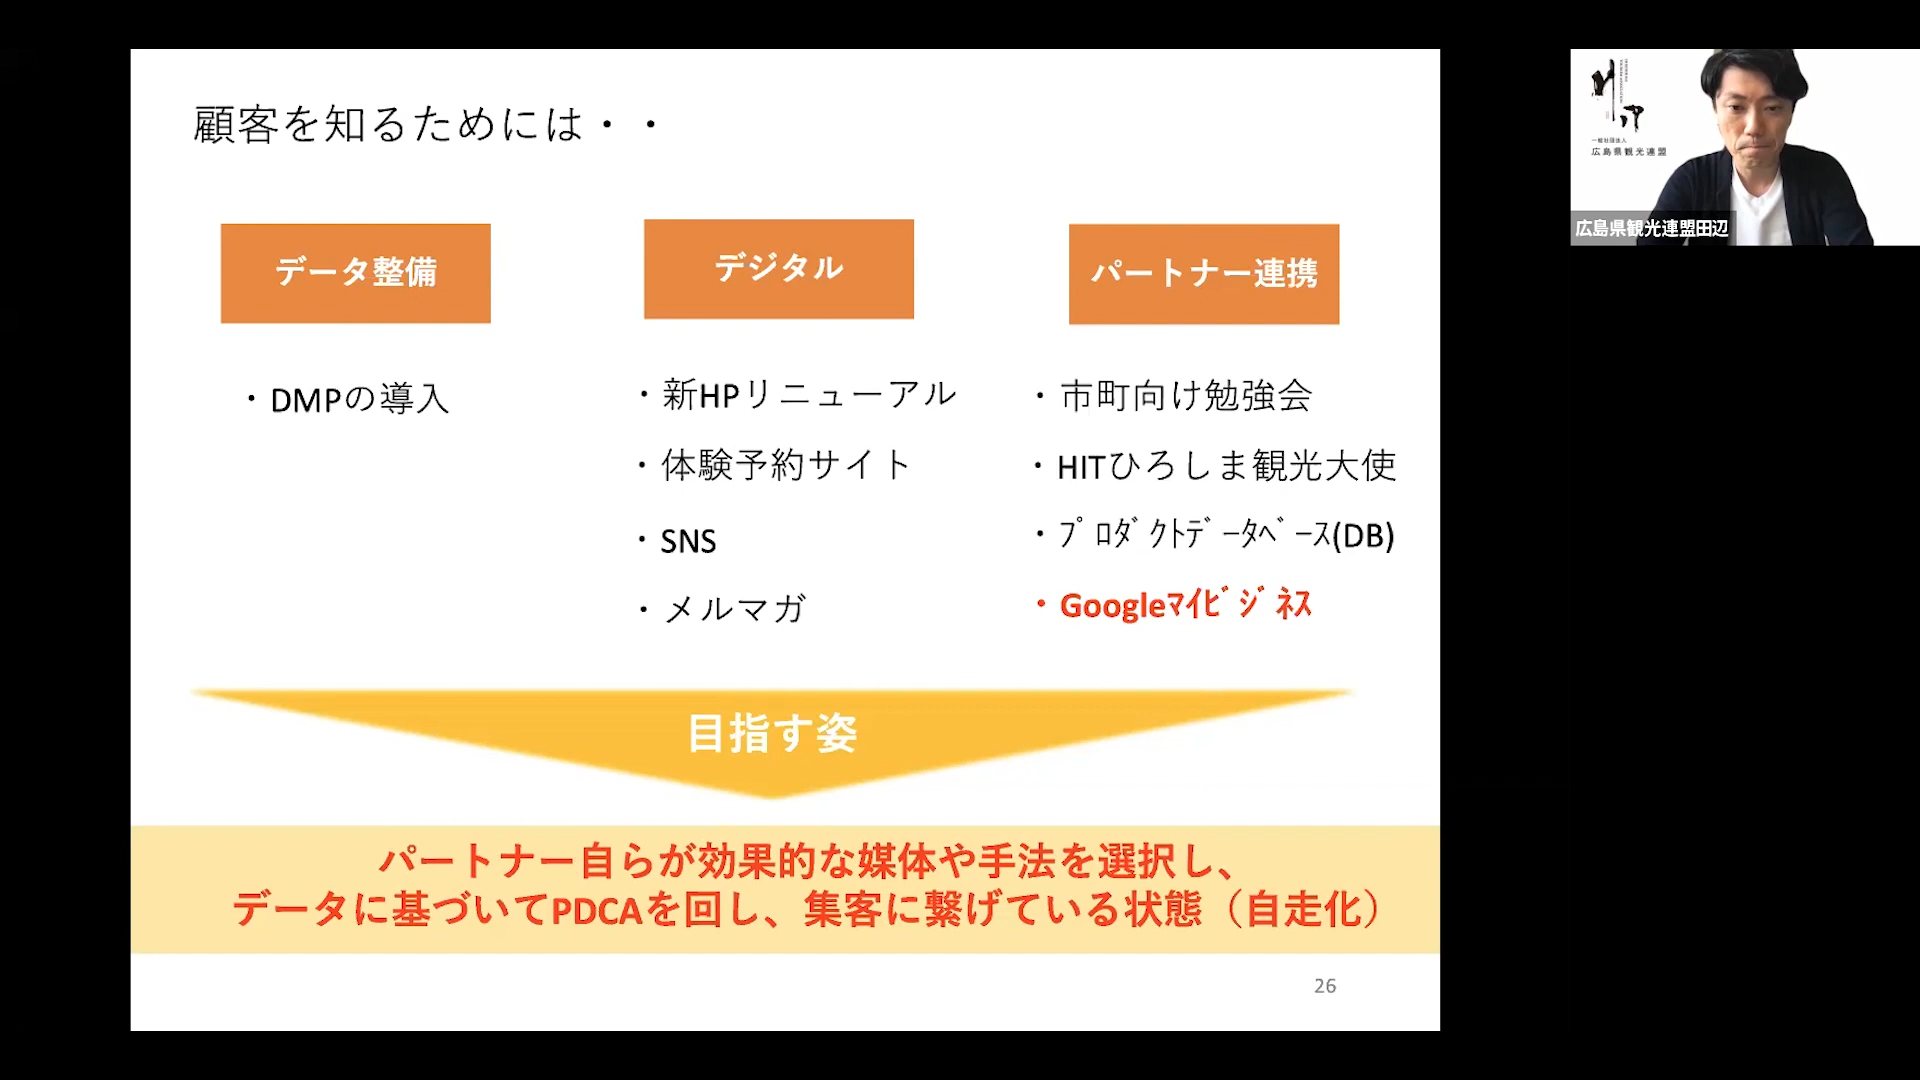 顧客を知るためには・・
データ整備
・DMPの導入
デジタル
・新HPリニューアル
・体験予約サイト
・SNS
・メルマガ
パートナー連携
・市町向け勉強会
・HITひろしま観光大使
・ﾌﾟﾛﾀﾞｸﾄﾃﾞｰﾀﾍﾞｰｽ(DB)
・Googleﾏｲﾋﾞｼﾞﾈｽ
目指す姿
パートナー自らが効果的な媒体や手法を選択し、
データに基づいてPDCAを回し、集客に繋げている状態（自走化）
26
一般社団法人
広島県観光連盟
広島県観光連盟田辺